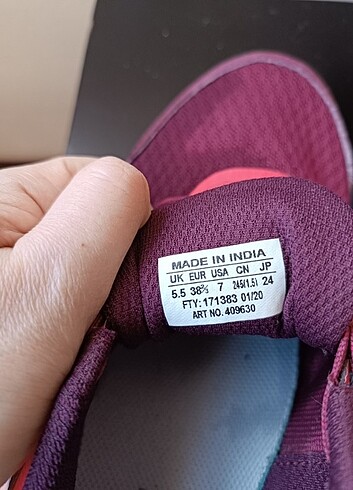 MADE IN INDIA
UK EUR USA CN JP
5.5 38⅔ 7 245(1.5) 24
FTY: 171383 01/20
ART NO. 409630